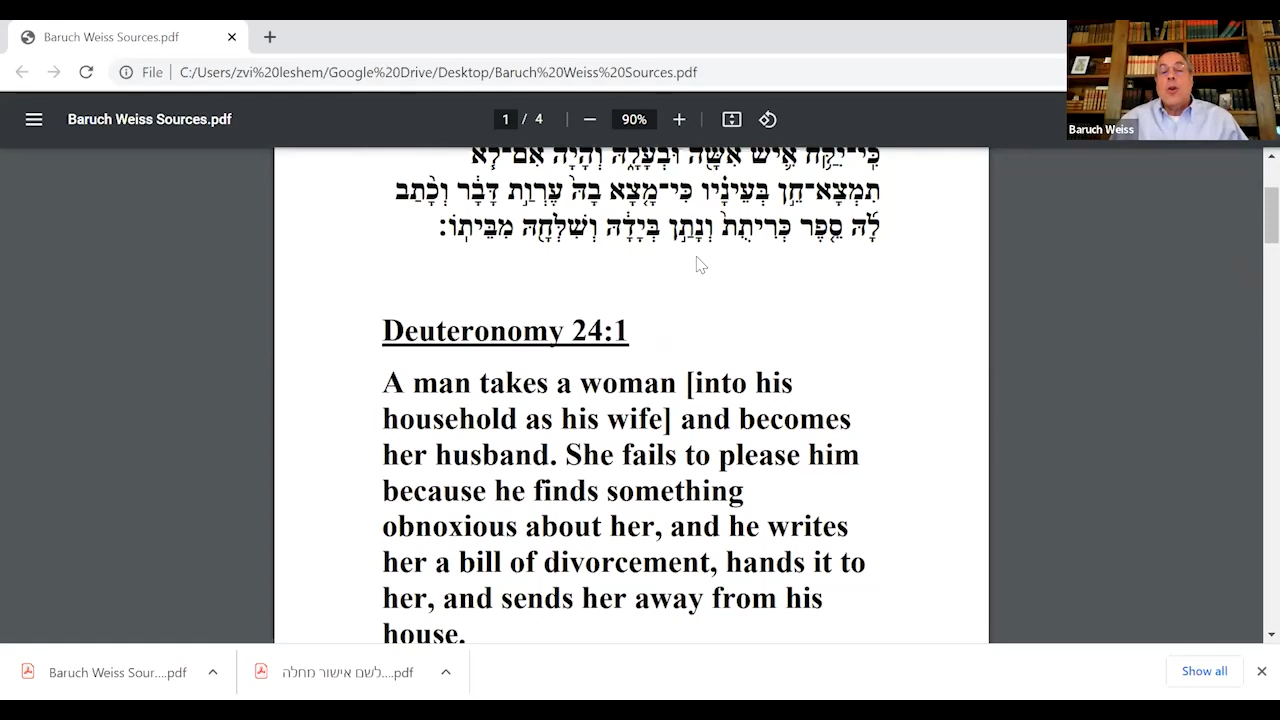 Baruch Weiss Sources.pdf
File
C:/Users/zvi%20leshem/Google%20Drive/Desktop/Baruch%20Weiss%20Sources.pdf
Baruch Weiss
Baruch Weiss Sources.pdf
1 / 4
90%
כִּֽי־יִקַּ֥ח אִ֛ישׁ אִשָּׁ֖ה וּבְעָלָ֑הּ וְהָיָ֞ה אִם־לֹ֧א
תִמְצָא־חֵ֣ן בְּעֵינָ֗יו כִּי־מָ֤צָא בָהּ֙ עֶרְוַ֣ת דָּבָ֔ר וְכָ֨תַב
לָ֜הּ סֵ֤פֶר כְּרִיתֻת֙ וְנָתַ֣ן בְּיָדָ֔הּ וְשִׁלְּחָ֖הּ מִבֵּיתֽוֹ׃
Deuteronomy 24:1
A man takes a woman [into his
household as his wife] and becomes
her husband. She fails to please him
because he finds something
obnoxious about her, and he writes
her a bill of divorcement, hands it to
her, and sends her away from his
house.
Baruch Weiss Sour....pdf
לשם אישור מחלה....pdf
Show all